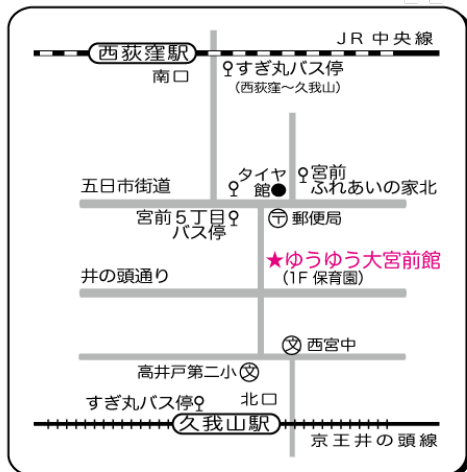 JR 中央線
西荻窪駅
南口
すぎ丸バス停
(西荻窪〜久我山)
タイヤ
館
宮前
ふれあいの家北
五日市街道
宮前5丁目
バス停
〒郵便局
★ゆうゆう大宮前館
(1F 保育園)
井の頭通り
文 西宮中
高井戸第二小 文
すぎ丸バス停
北口
久我山駅
京王井の頭線